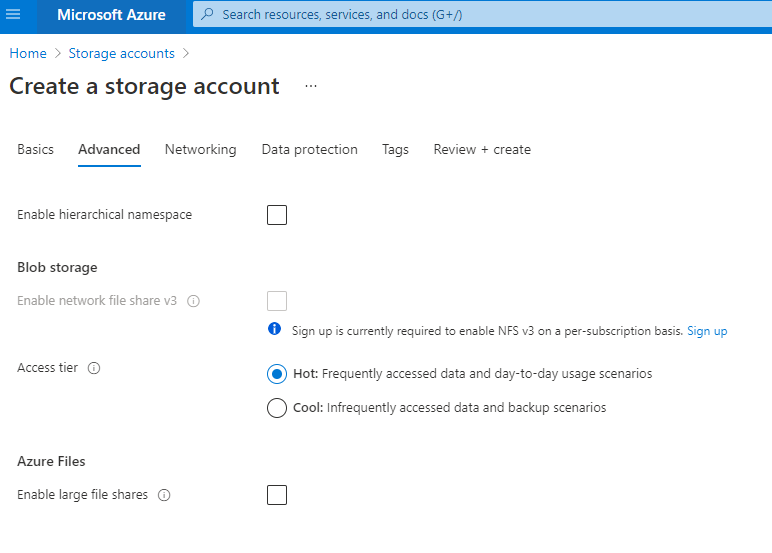 Microsoft Azure
Search resources, services, and docs (G+/)
Home > Storage accounts >
Create a storage account ...
Basics Advanced Networking Data protection Tags Review + create
Enable hierarchical namespace
Blob storage
Enable network file share v3
Sign up is currently required to enable NFS v3 on a per-subscription basis. Sign up
Access tier
Hot: Frequently accessed data and day-to-day usage scenarios
Cool: Infrequently accessed data and backup scenarios
Azure Files
Enable large file shares